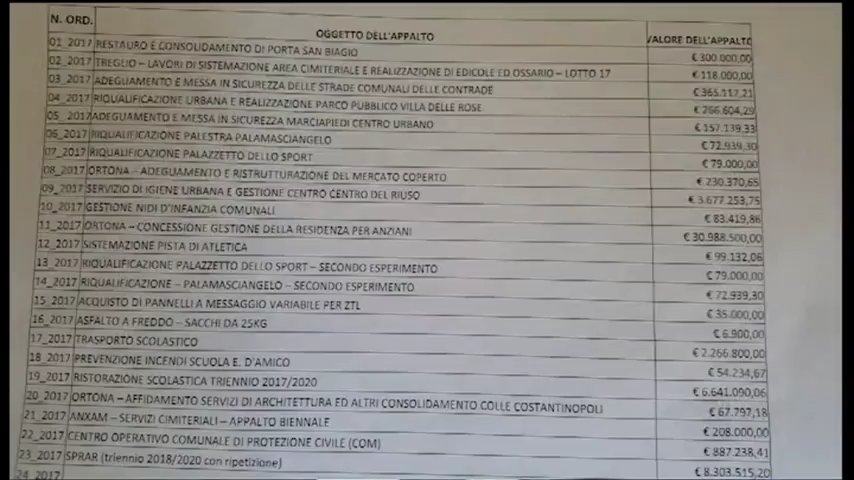 N. ORD. OGGETTO DELL'APPALTO VALORE DELL'APPALTO
01_2017 RESTAURO E CONSOLIDAMENTO DI PORTA SAN BIAGIO € 300.000,00
02_2017 TREGLIO – LAVORI DI SISTEMAZIONE AREA CIMITERIALE E REALIZZAZIONE DI EDICOLE ED OSSARIO – LOTTO 17 € 118.000,00
03_2017 ADEGUAMENTO E MESSA IN SICUREZZA DELLE STRADE COMUNALI DELLE CONTRADE € 365.117,21
04_2017 RIQUALIFICAZIONE URBANA E REALIZZAZIONE PARCO PUBBLICO VILLA DELLE ROSE € 266.604,29
05_2017 ADEGUAMENTO E MESSA IN SICUREZZA MARCIAPIEDI CENTRO URBANO € 157.139,33
06_2017 RIQUALIFICAZIONE PALESTRA PALAMASCIANGELO € 72.939,30
07_2017 RIQUALIFICAZIONE PALAZZETTO DELLO SPORT € 79.000,00
08_2017 ORTONA – ADEGUAMENTO E RISTRUTTURAZIONE DEL MERCATO COPERTO € 230.370,65
09_2017 SERVIZIO DI IGIENE URBANA E GESTIONE CENTRO CENTRO DEL RIUSO € 3.677.253,75
10_2017 GESTIONE NIDI D'INFANZIA COMUNALI € 83.419,86
11_2017 ORTONA – CONCESSIONE GESTIONE DELLA RESIDENZA PER ANZIANI € 30.988.500,00
12_2017 SISTEMAZIONE PISTA DI ATLETICA € 99.132,06
13_2017 RIQUALIFICAZIONE PALAZZETTO DELLO SPORT – SECONDO ESPERIMENTO € 79.000,00
14_2017 RIQUALIFICAZIONE – PALAMASCIANGELO – SECONDO ESPERIMENTO € 72.939,30
15_2017 ACQUISTO DI PANNELLI A MESSAGGIO VARIABILE PER ZTL € 35.000,00
16_2017 ASFALTO A FREDDO – SACCHI DA 25KG € 6.900,00
17_2017 TRASPORTO SCOLASTICO € 2.266.800,00
18_2017 PREVENZIONE INCENDI SCUOLA E. D'AMICO € 54.234,67
19_2017 RISTORAZIONE SCOLASTICA TRIENNIO 2017/2020 € 6.641.090,06
20_2017 ORTONA – AFFIDAMENTO SERVIZI DI ARCHITETTURA ED ALTRI CONSOLIDAMENTO COLLE COSTANTINOPOLI € 67.797,18
21_2017 ANXAM – SERVIZI CIMITERIALI – APPALTO BIENNALE € 208.000,00
22_2017 CENTRO OPERATIVO COMUNALE DI PROTEZIONE CIVILE (COM) € 887.238,41
23_2017 SPRAR (triennio 2018/2020 con ripetizione) € 8.303.515,20
24_2017